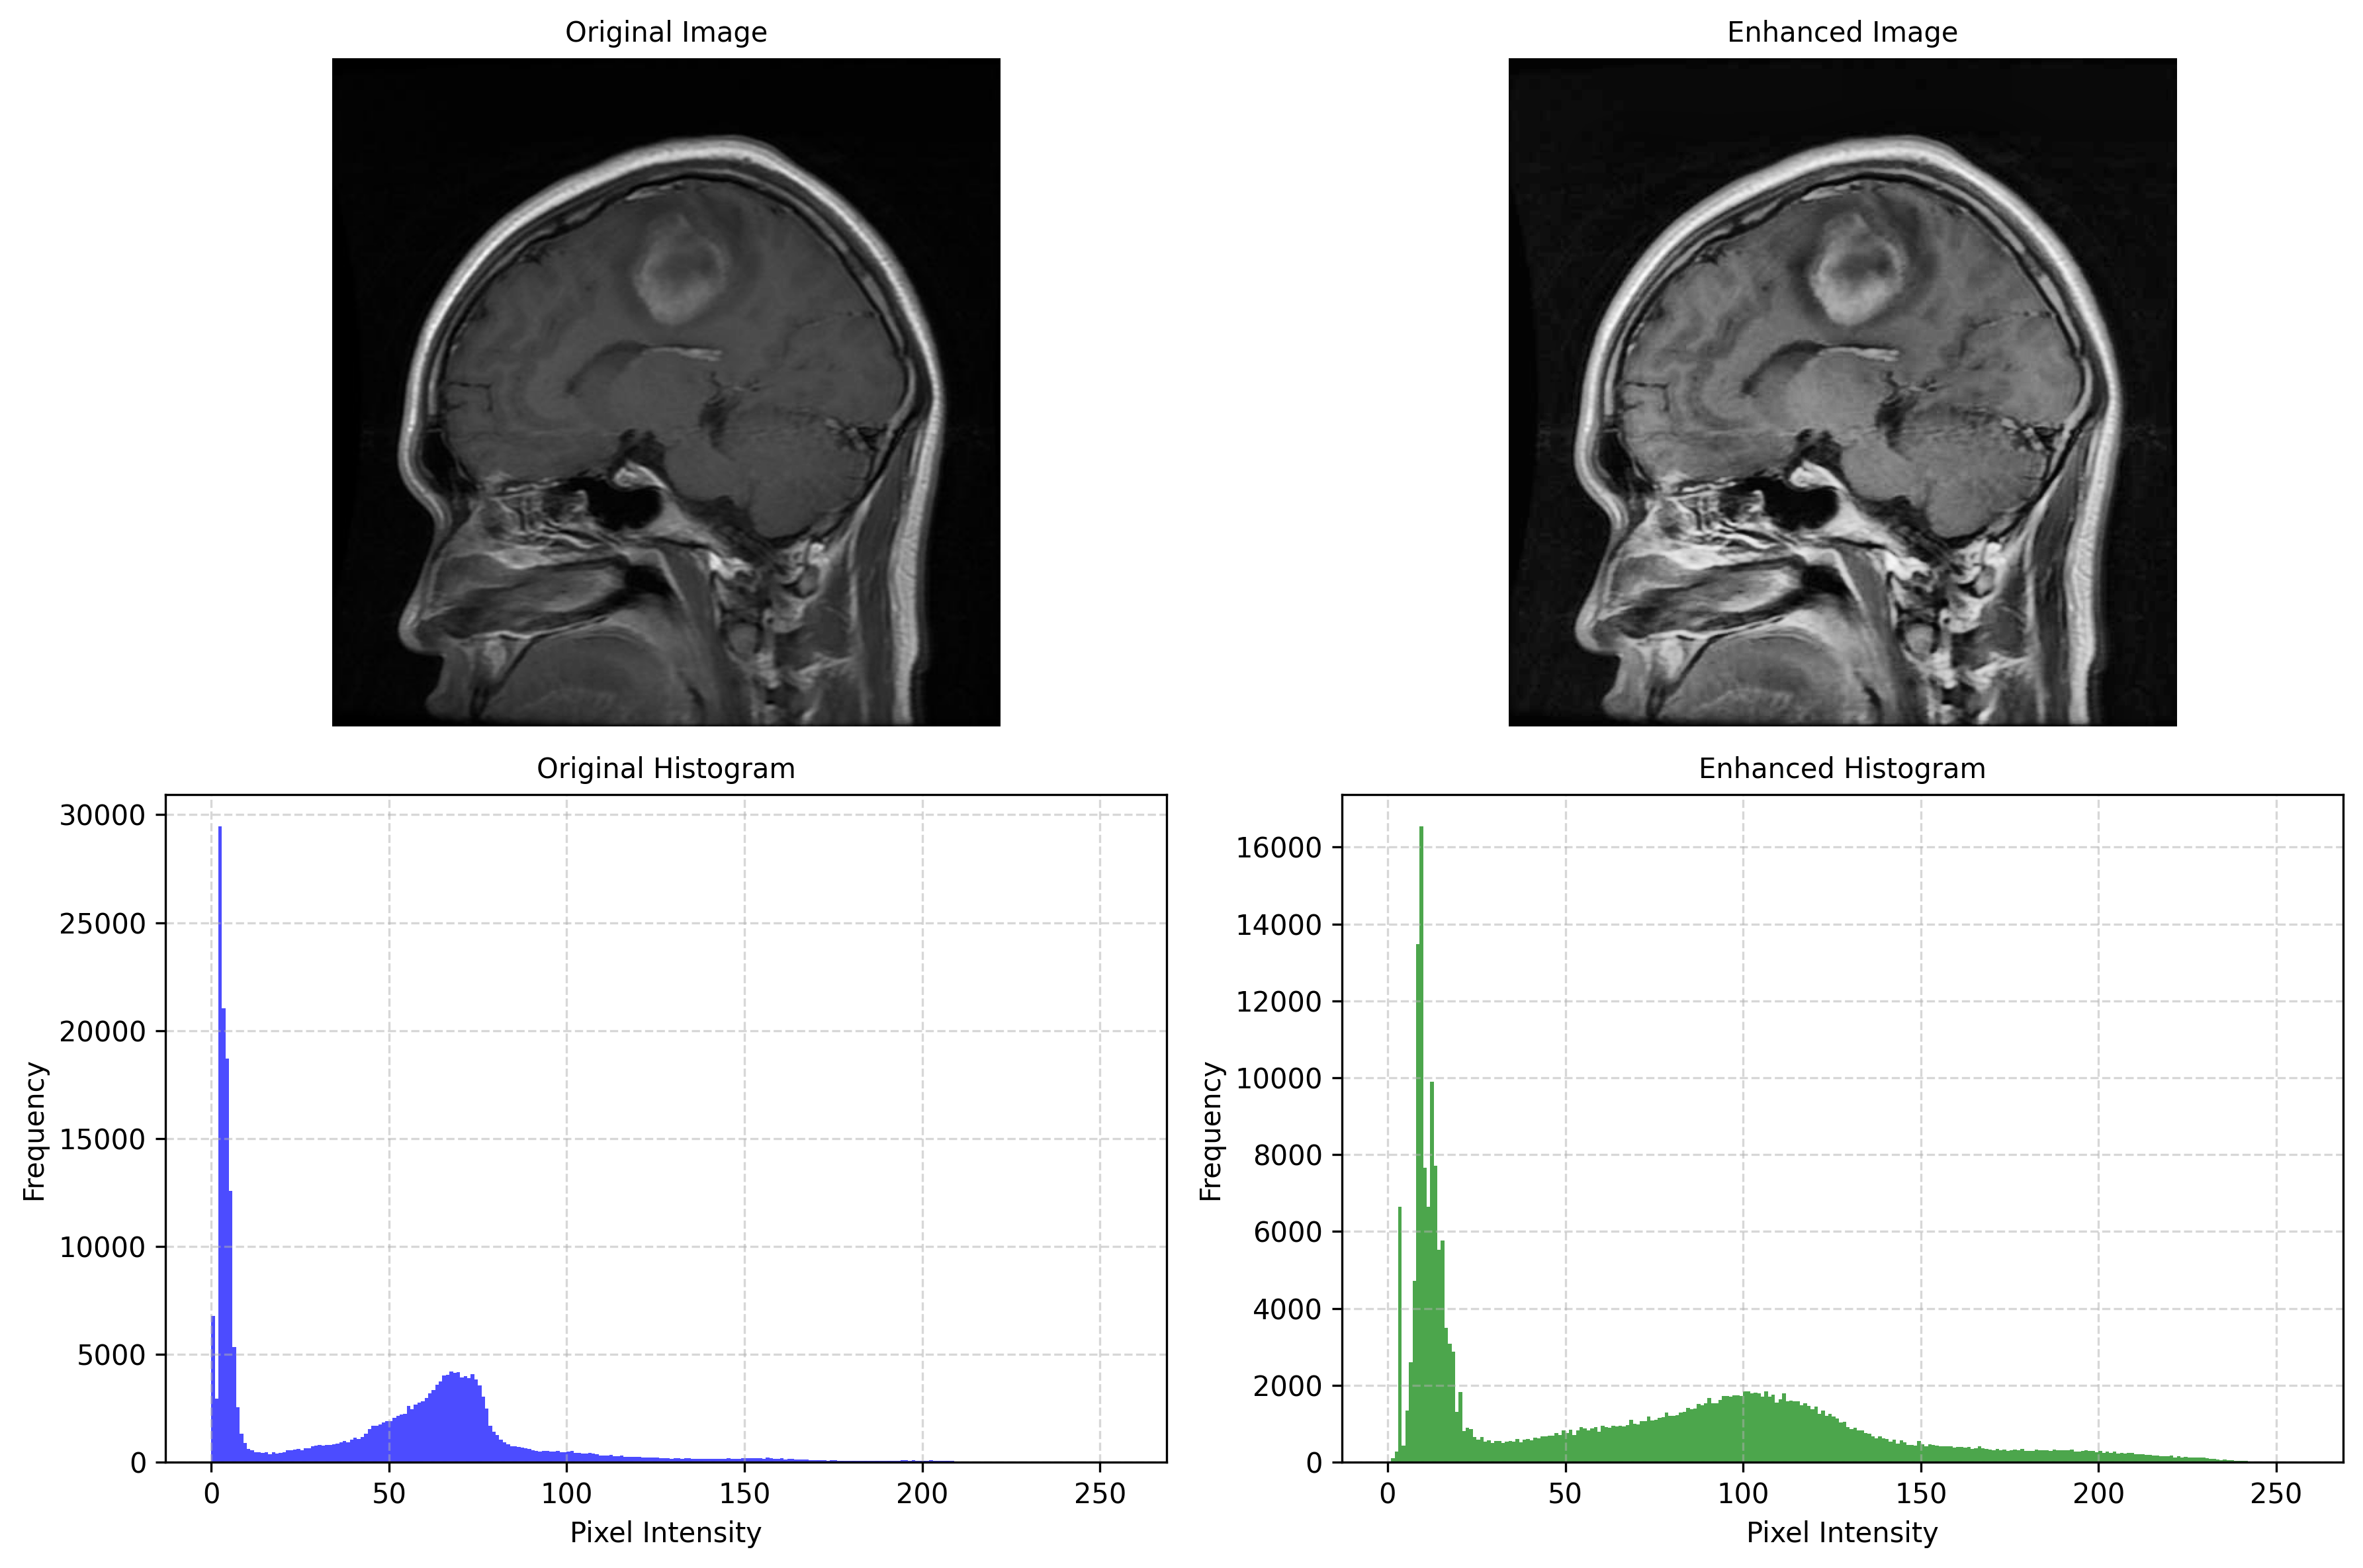 Original Image
Enhanced Image
Original Histogram
Enhanced Histogram
30000
25000
20000
15000
10000
5000
0
Frequency
0 50 100 150 200 250
Pixel Intensity
16000
14000
12000
10000
8000
6000
4000
2000
0
Frequency
0 50 100 150 200 250
Pixel Intensity